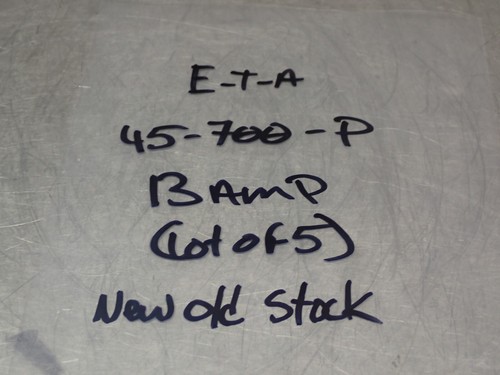 E-T-A
45-700-P
13 Amp
(Lot of 5)
New old Stock